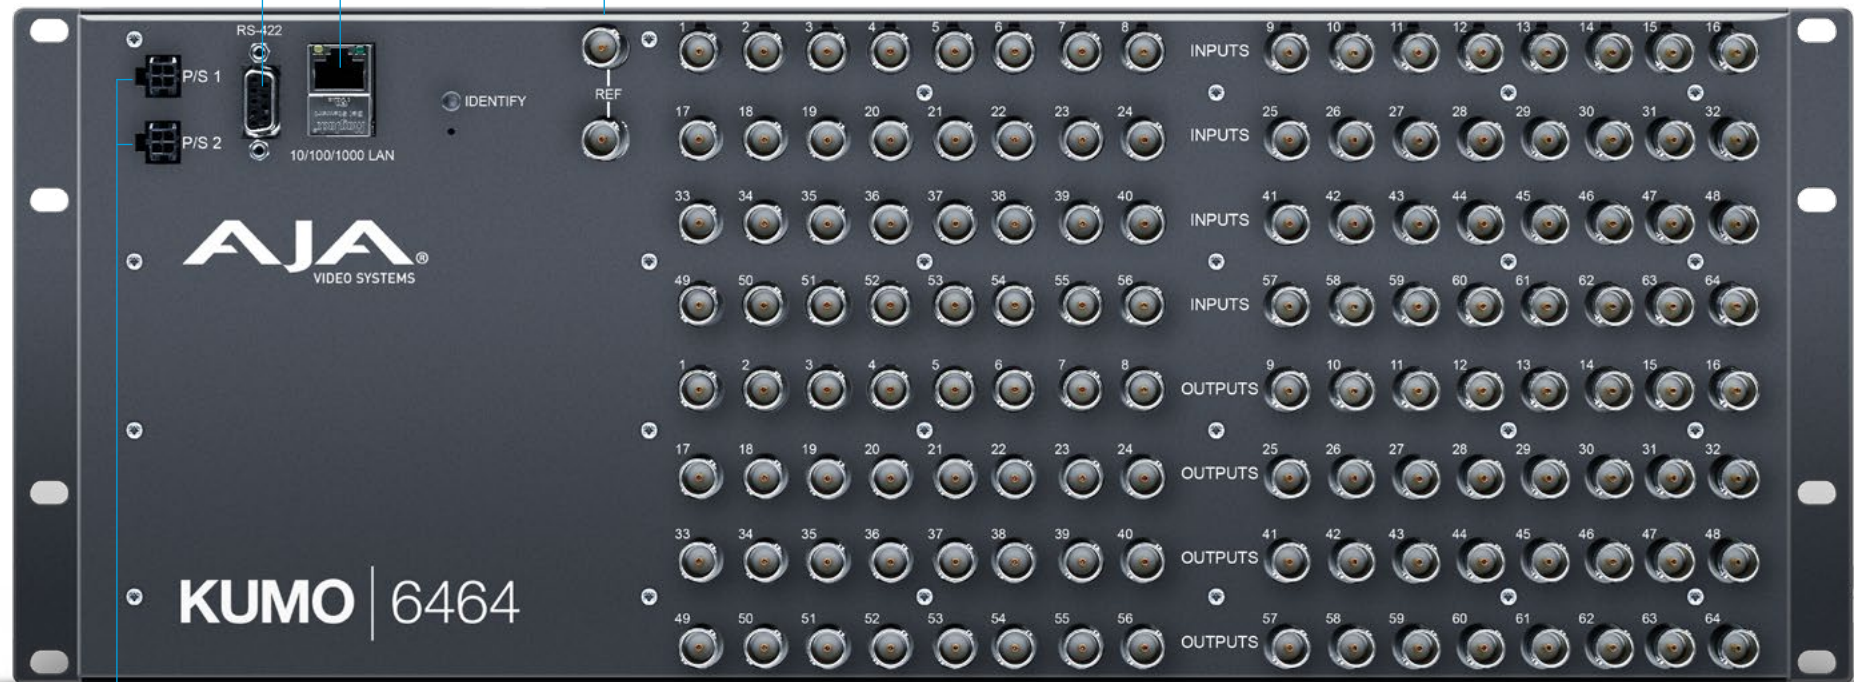 RS-422
P/S 1
P/S 2
10/100/1000 LAN
IDENTIFY
REF
AJA®
VIDEO SYSTEMS
KUMO | 6464
1 2 3 4 5 6 7 8 INPUTS 9 10 11 12 13 14 15 16
17 18 19 20 21 22 23 24 INPUTS 25 26 27 28 29 30 31 32
33 34 35 36 37 38 39 40 INPUTS 41 42 43 44 45 46 47 48
49 50 51 52 53 54 55 56 INPUTS 57 58 59 60 61 62 63 64
1 2 3 4 5 6 7 8 OUTPUTS 9 10 11 12 13 14 15 16
17 18 19 20 21 22 23 24 OUTPUTS 25 26 27 28 29 30 31 32
33 34 35 36 37 38 39 40 OUTPUTS 41 42 43 44 45 46 47 48
49 50 51 52 53 54 55 56 OUTPUTS 57 58 59 60 61 62 63 64